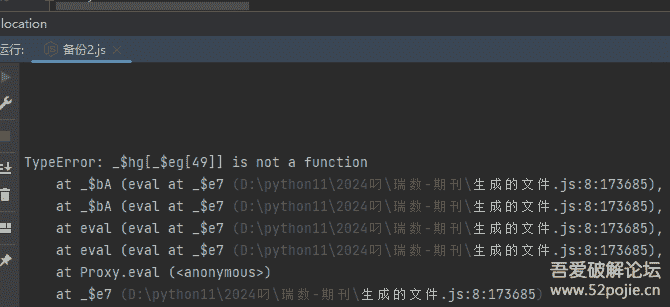 location
运行:
备份2.js
TypeError: _$hg[_$eg[49]] is not a function
at _$bA (eval at _$e7 (D:\python11\2024叼\瑞数-期刊\生成的文件.js:8:173685),
at _$bA (eval at _$e7 (D:\python11\2024叼\瑞数-期刊\生成的文件.js:8:173685),
at eval (eval at _$e7 (D:\python11\2024叼\瑞数-期刊\生成的文件.js:8:173685),
at eval (eval at _$e7 (D:\python11\2024叼\瑞数-期刊\生成的文件.js:8:173685),
at Proxy.eval (<anonymous>)
at _$e7 (D:\python11\2024叼\瑞数-期刊\生成的文件.js:8:173685)
吾爱破解论坛
www.52pojie.cn